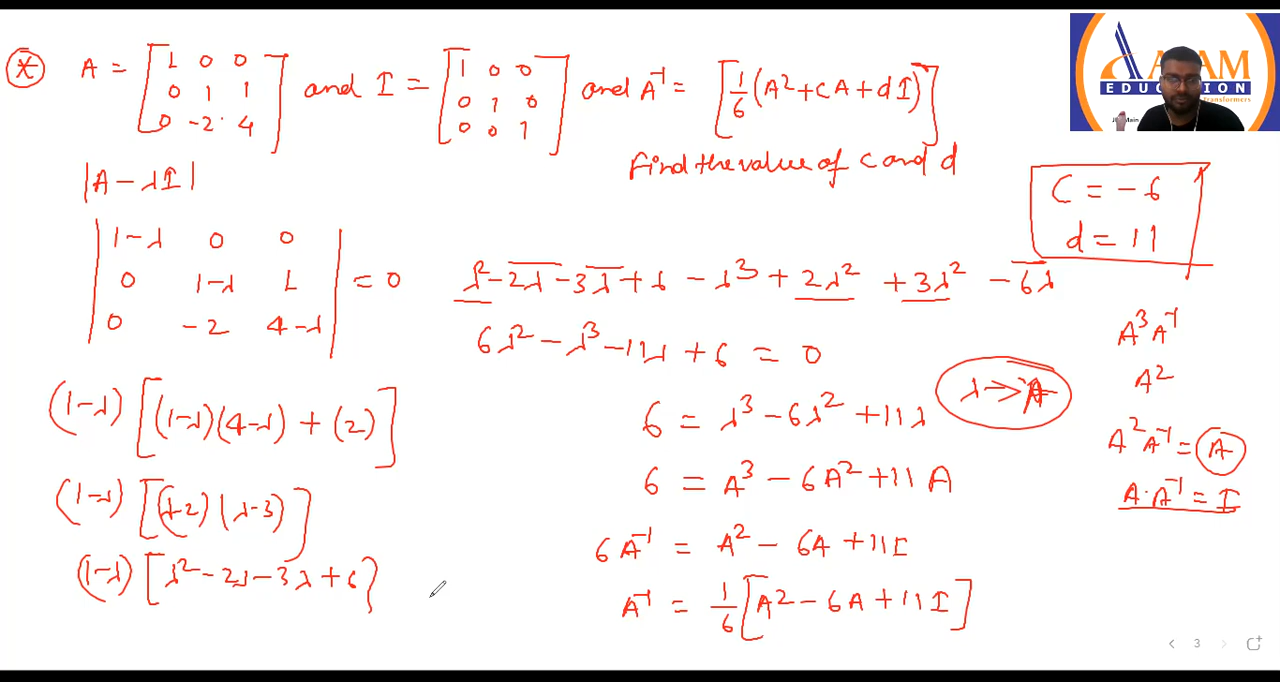 * A = [1 0 0 0 1 1 0 -2 4] and I = [1 0 0 0 1 0 0 0 1] and A⁻¹ = [1/6 (A² + cA + dI)]
Find the value of c and d
|A - λI|
|1-λ 0 0
0 1-λ 1
0 -2 4-λ| = 0
(1-λ) [(1-λ)(4-λ) + (2)]
(1-λ) [(λ-2)(λ-3)]
(1-λ) [λ² - 2λ - 3λ + 6}
λ² - 2λ - 3λ + 6 - λ³ + 2λ² + 3λ² - 6λ
6λ² - λ³ - 11λ + 6 = 0
6 = λ³ - 6λ² + 11λ
λ → A
6 = A³ - 6A² + 11A
6A⁻¹ = A² - 6A + 11I
A⁻¹ = 1/6 [A² - 6A + 11I]
C = -6
d = 11
A³A⁻¹
A²
A²A⁻¹ = A
A·A⁻¹ = I
EDUCATION
JEE Main
3